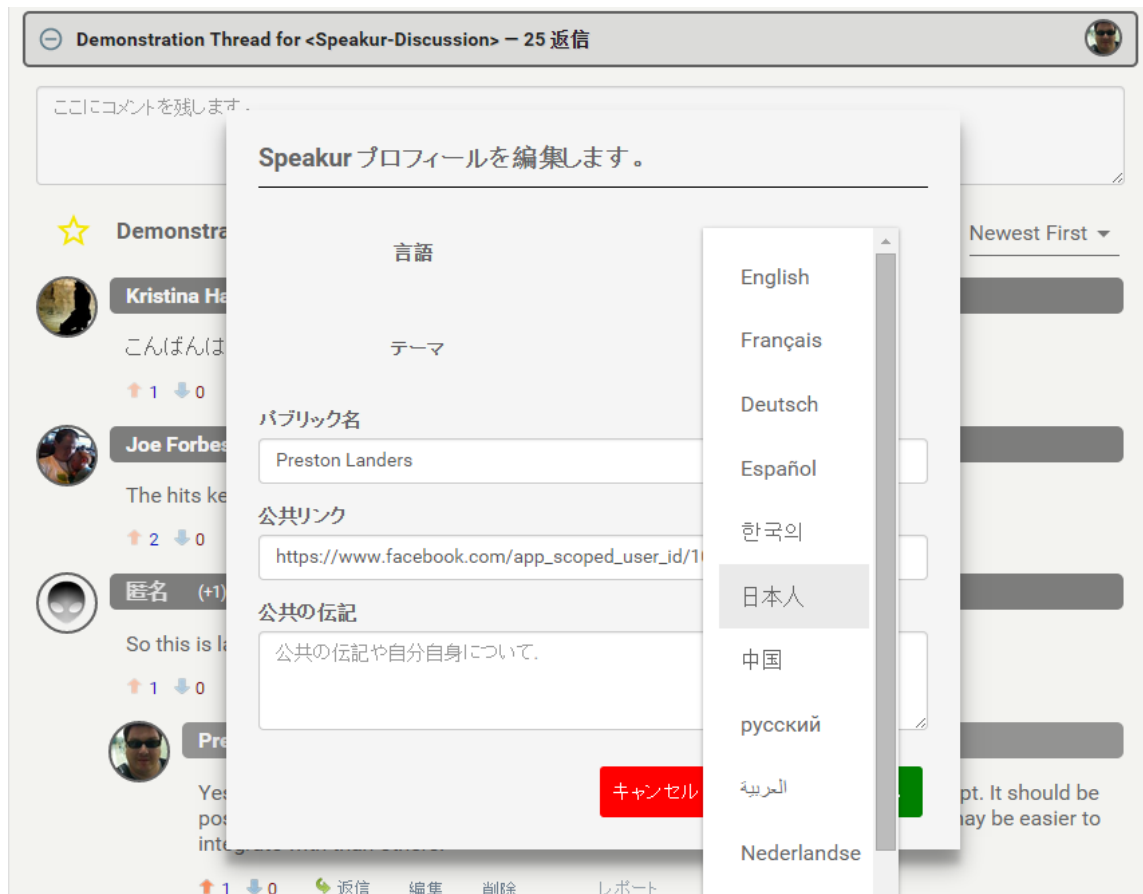 Demonstration Thread for <Speakur-Discussion> — 25 返信
ここにコメントを残します.
Speakur プロフィールを編集します。
Newest First
言語
テーマ
パブリック名
Preston Landers
公共リンク
https://www.facebook.com/app_scoped_user_id/1
公共の伝記
公共の伝記や自分自身について.
キャンセル
English
Français
Deutsch
Español
한국의
日本人
中国
русский
العربية
Nederlandse
Kristina
こんばんは
1 0
Joe Forbes
The hits
2 0
匿名 (+1)
So this is
1 0
Yes
pt. It should be
may be easier to
1 0 返信 編集 削除 レポート